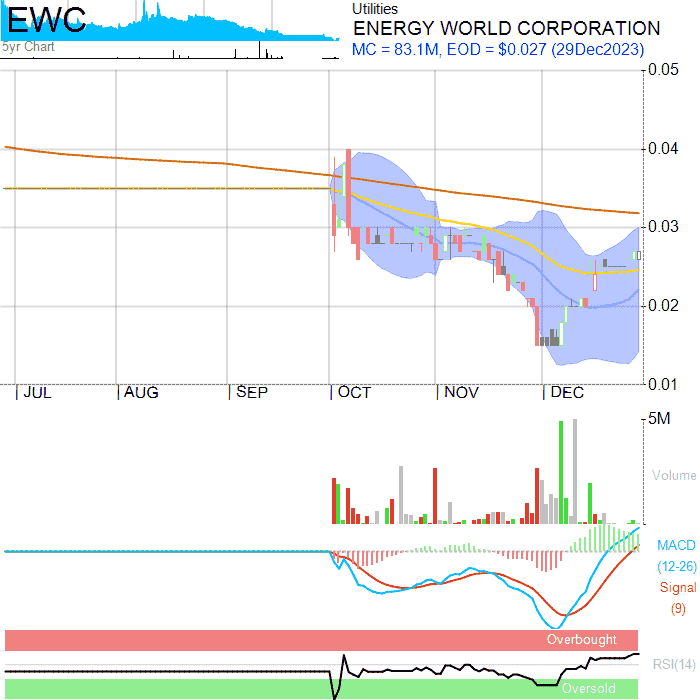 EWC
5yr Chart
Utilities
ENERGY WORLD CORPORATION
MC = 83.1M, EOD = $0.027 (29Dec2023)
0.05
0.04
0.03
0.02
0.01
JUL AUG SEP OCT NOV DEC
5M
Volume
MACD
(12-26)
Signal
(9)
Overbought
RSI(14)
Oversold